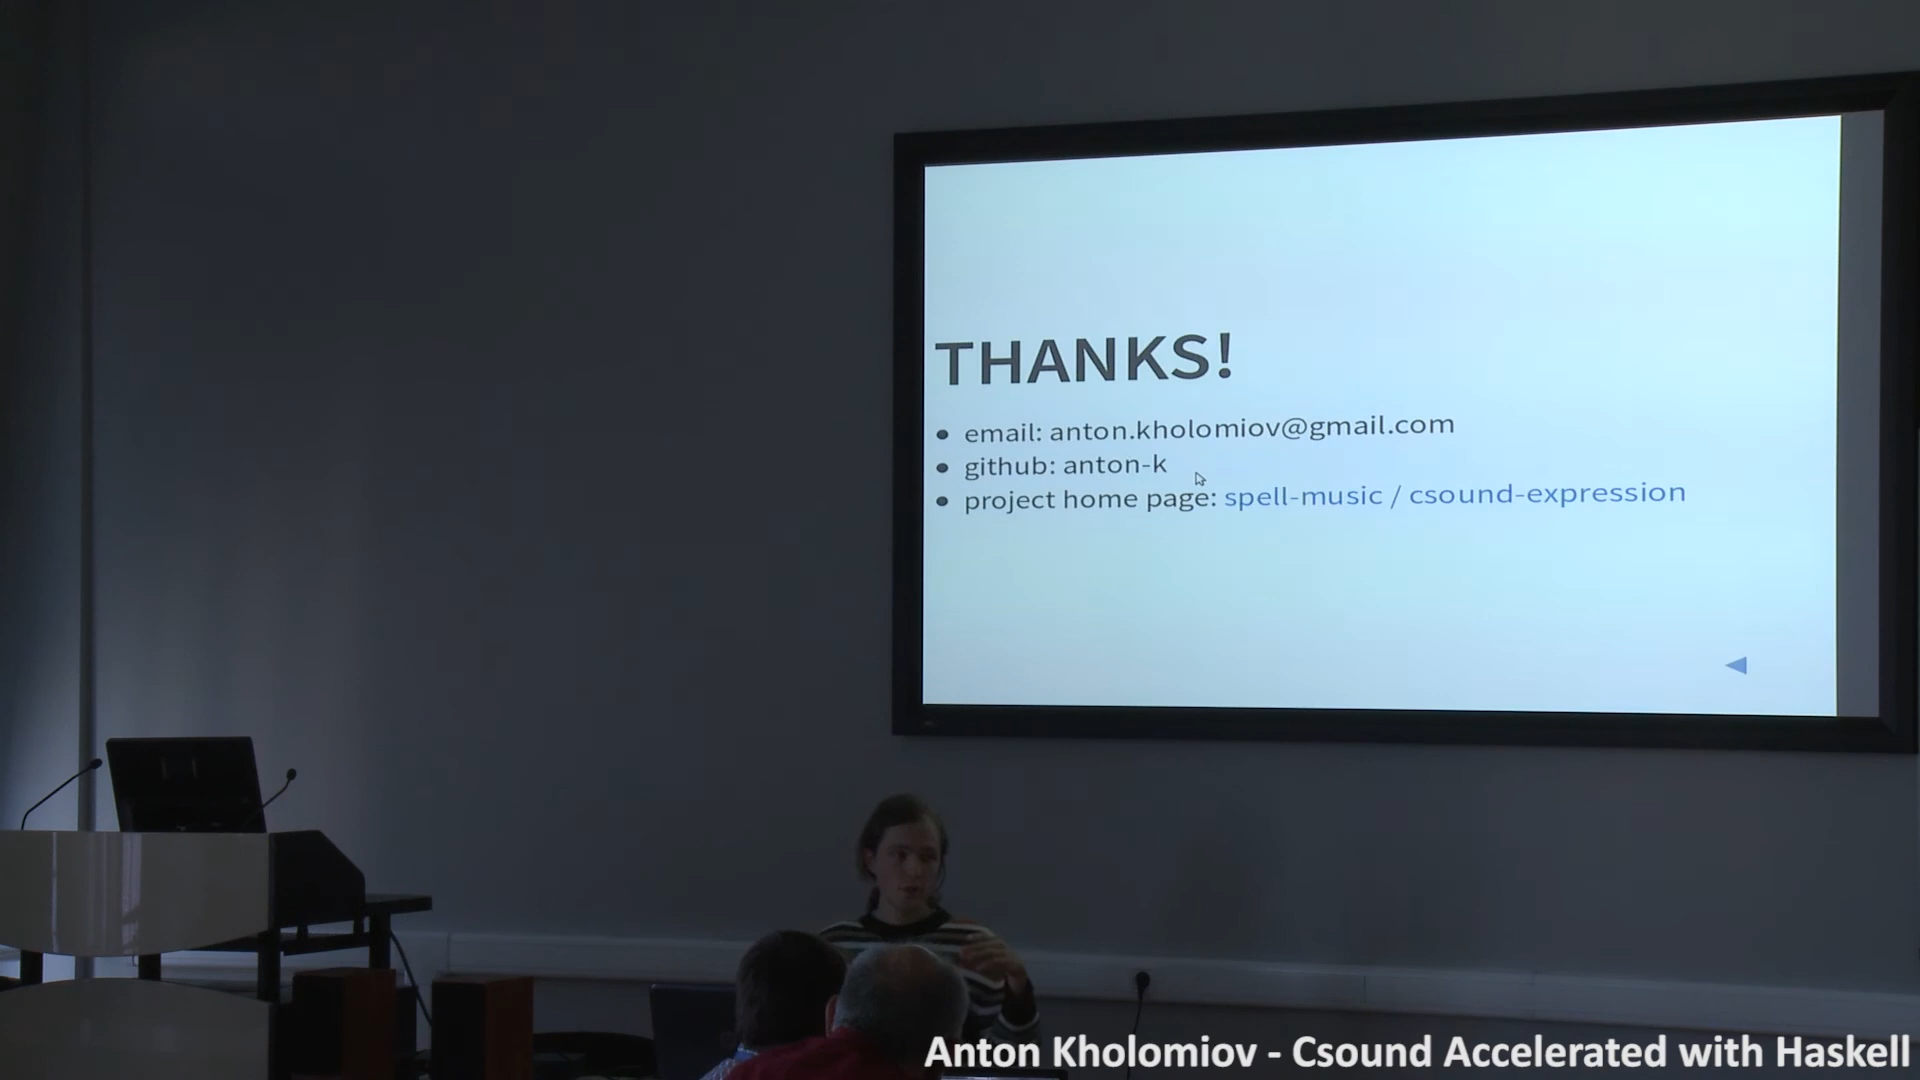 THANKS!
email: anton.kholomiov@gmail.com
github: anton-k
project home page: spell-music / csound-expression
Anton Kholomiov - Csound Accelerated with Haskell